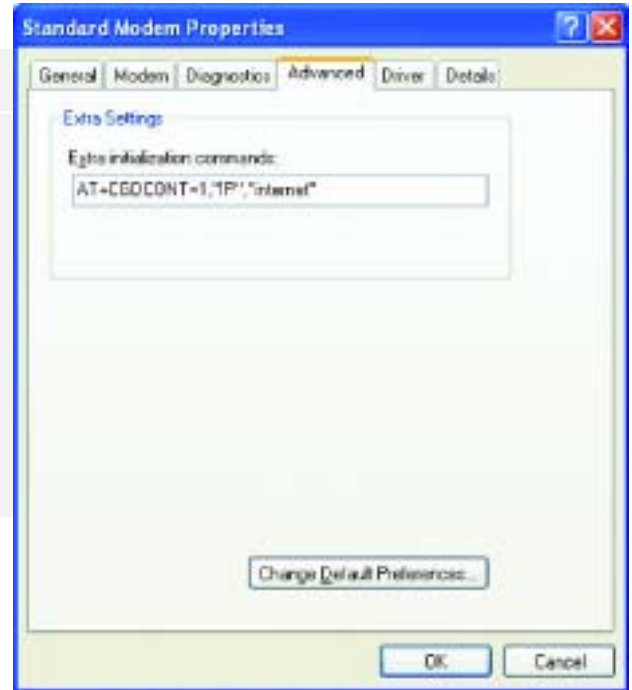 Standard Modem Properties
General Modem Diagnostics Advanced Driver Details
Extra Settings
Extra initialization commands:
AT+CGDCONT=1,"IP","internet"
Change Default Preferences...
OK Cancel